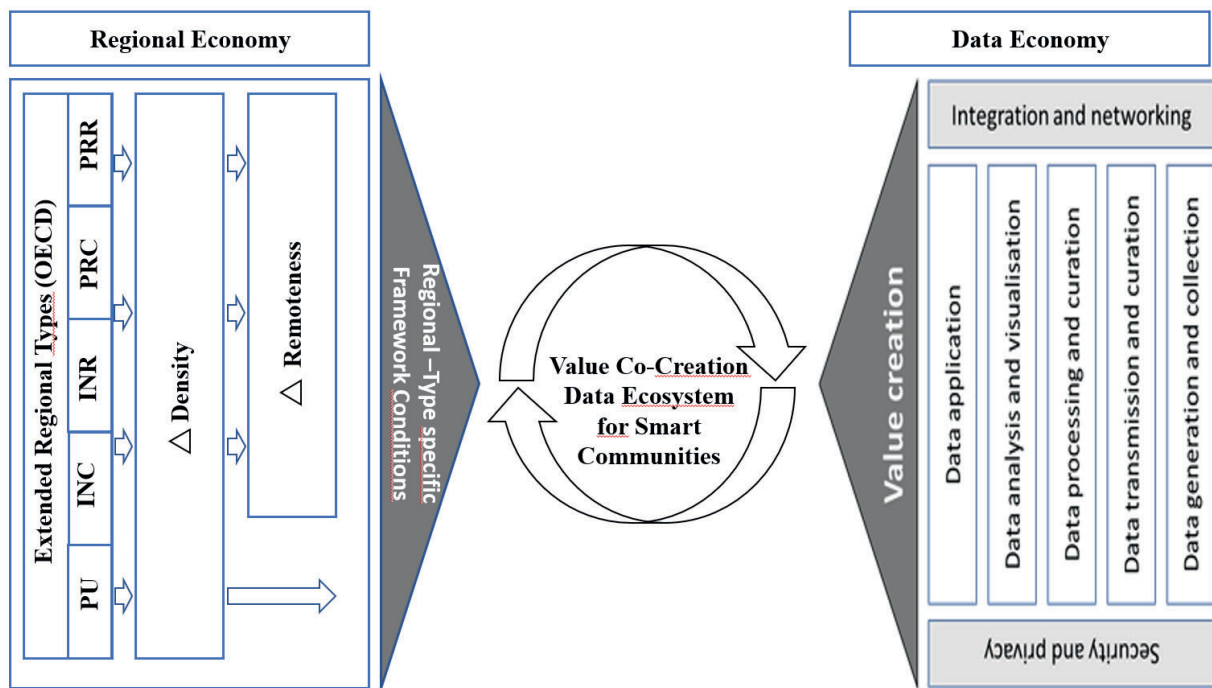 Regional Economy
Data Economy
Extended Regional Types (OECD)
PRR
PRC
INR
INC
PU
△ Density
△ Remoteness
Regional –Type specific
Framework Conditions
Value Co-Creation
Data Ecosystem
for Smart
Communities
Value creation
Integration and networking
Data application
Data analysis and visualisation
Data processing and curation
Data transmission and curation
Data generation and collection
Security and privacy